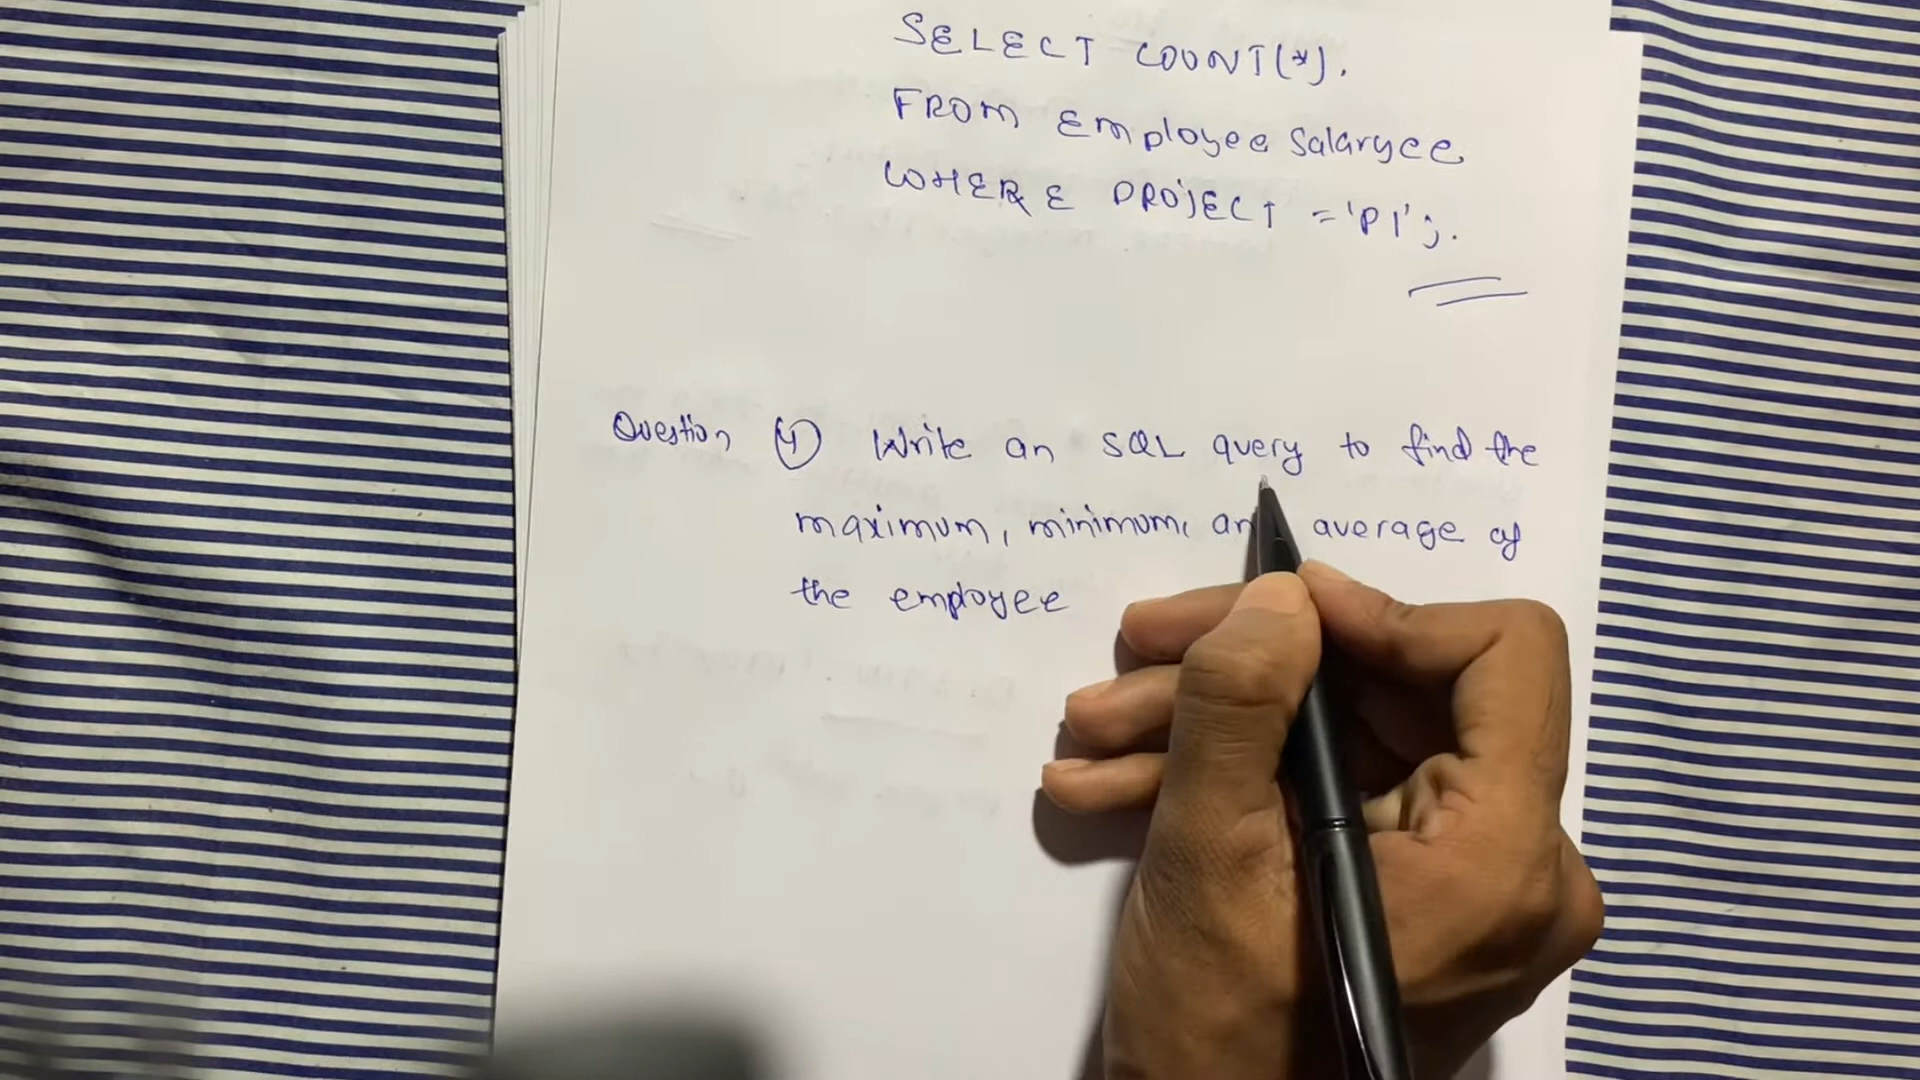 SELECT COUNT(*).
FROM Employee Salaryee
WHERE PROJECT = 'P1';.
Question 4 Write an SQL query to find the
maximum, minimum, an average of
the employee